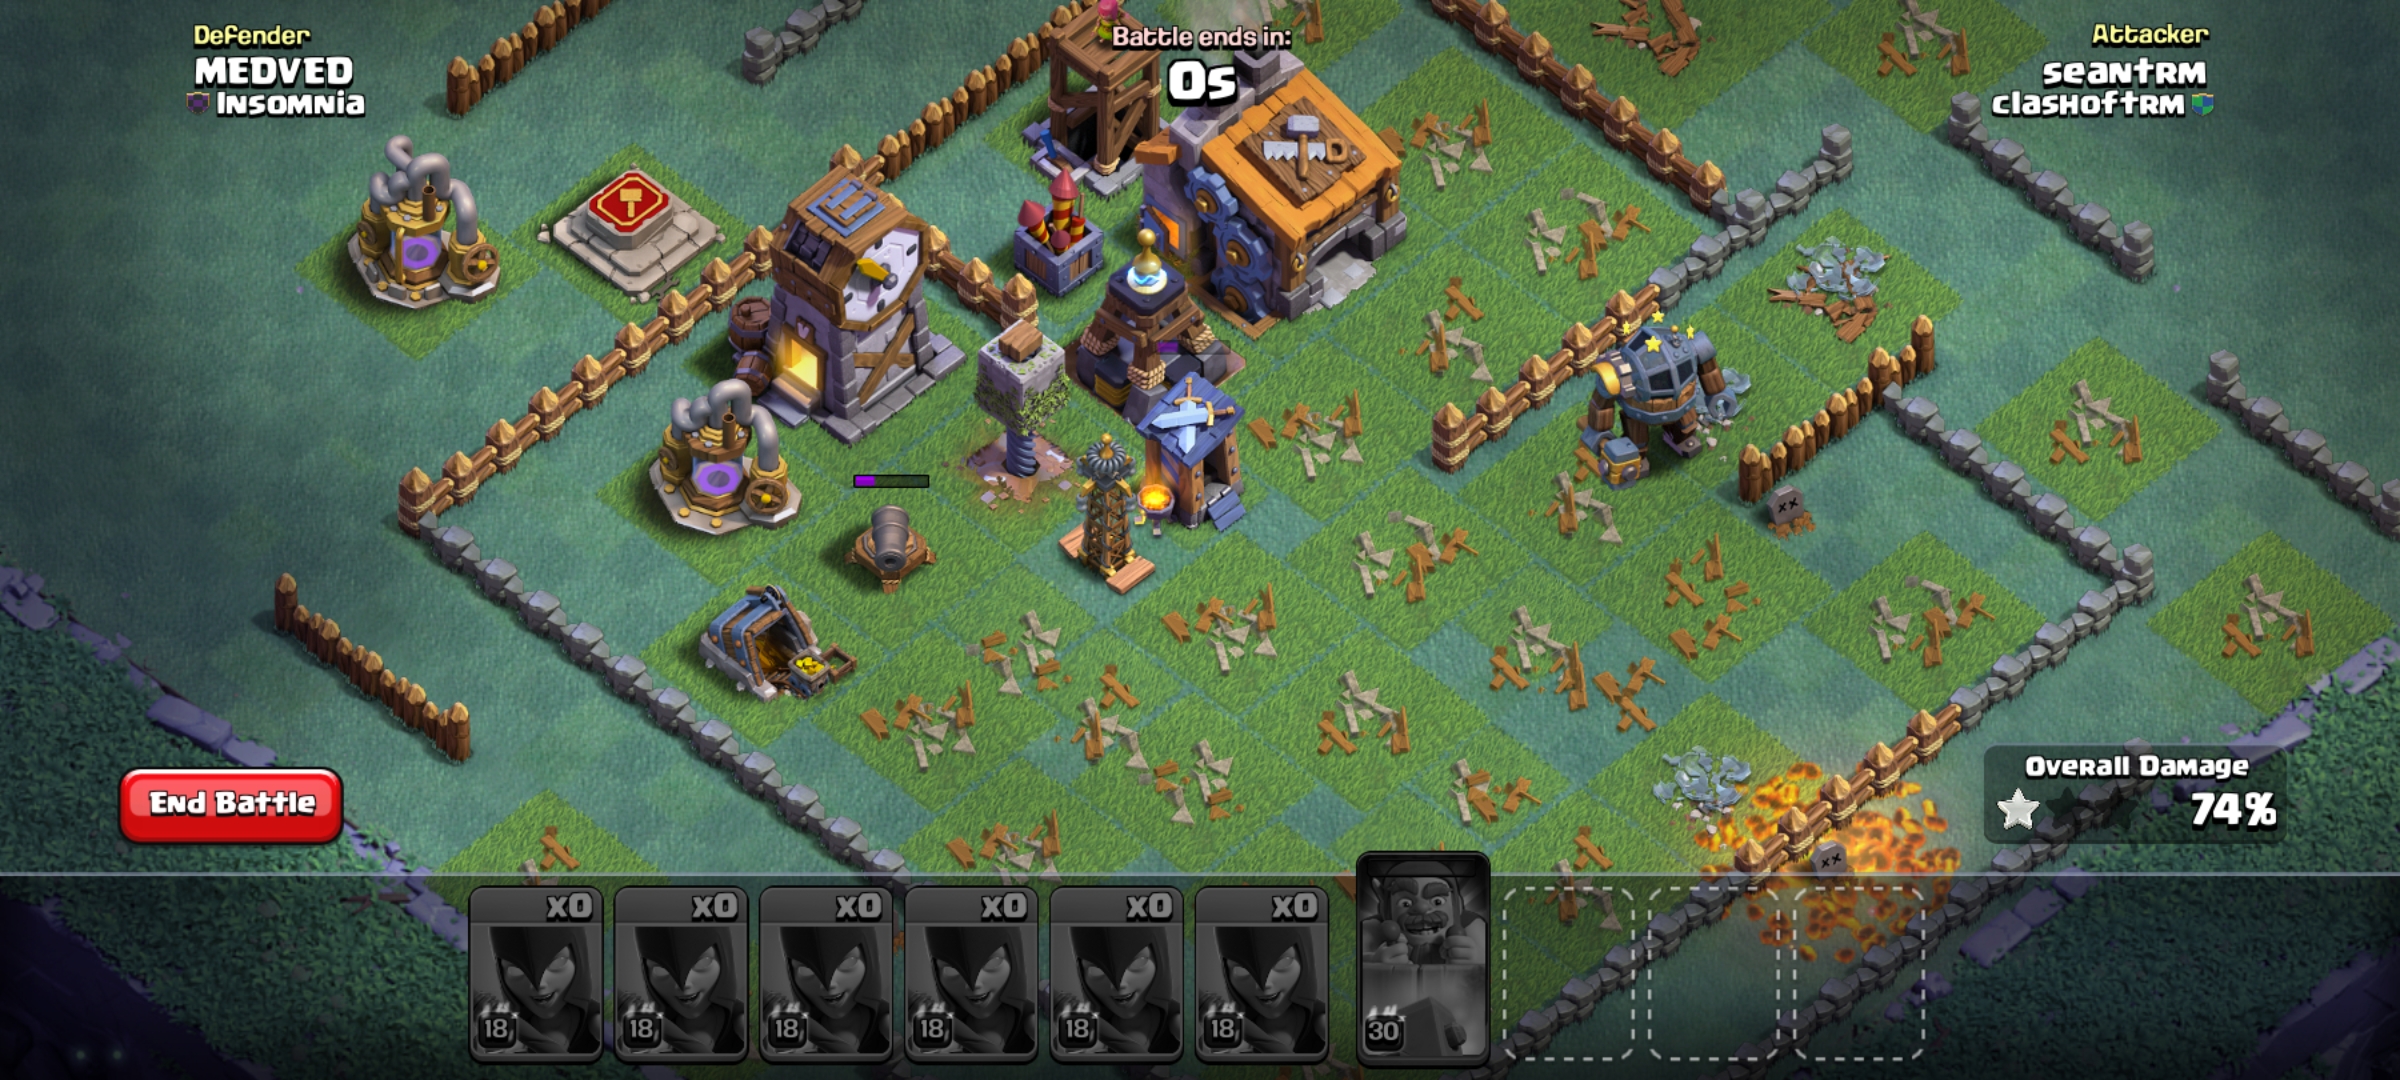 Defender
MEDVED
Insomnia
Battle ends in:
0s
Attacker
seantRM
clashoftRM
End Battle
Overall Damage
74%
x0
x0
x0
x0
x0
x0
18
18
18
18
18
18
30